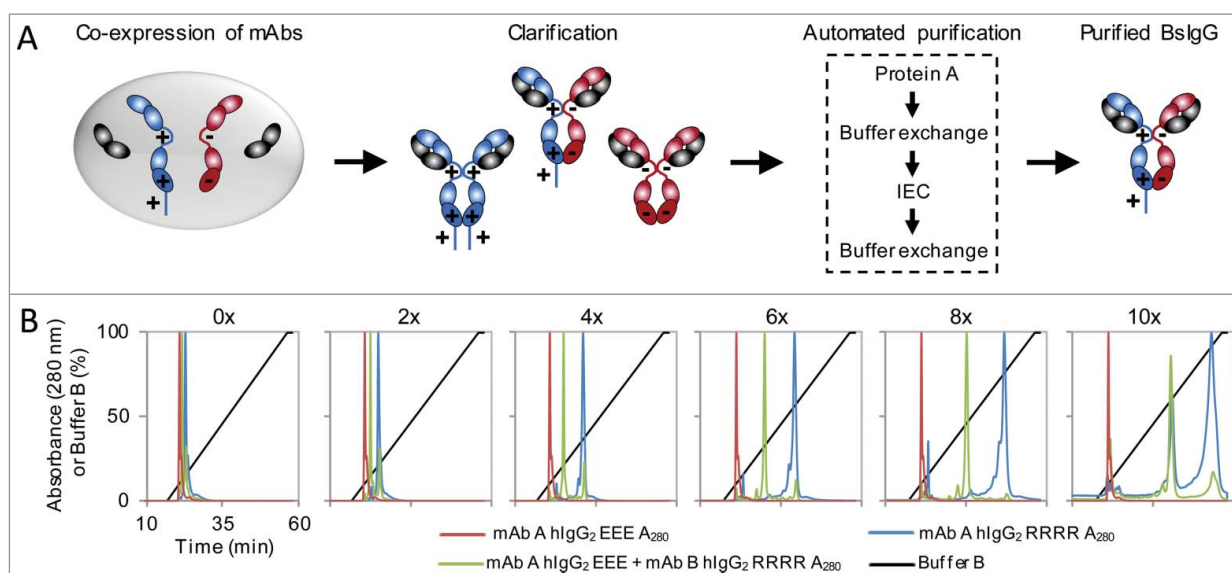 A
Co-expression of mAbs
Clarification
Automated purification
Purified BsIgG
+ -
+ -
+
+ -
+ -
+
+ +
+ +
+ +
- -
- -
Protein A
Buffer exchange
IEC
Buffer exchange
+ -
+ -
+
B
0x
2x
4x
6x
8x
10x
Absorbance (280 nm)
or Buffer B (%)
100
50
0
10
35
60
Time (min)
mAb A hIgG₂ EEE A₂₈₀
mAb A hIgG₂ RRRR A₂₈₀
mAb A hIgG₂ EEE + mAb B hIgG₂ RRRR A₂₈₀
Buffer B